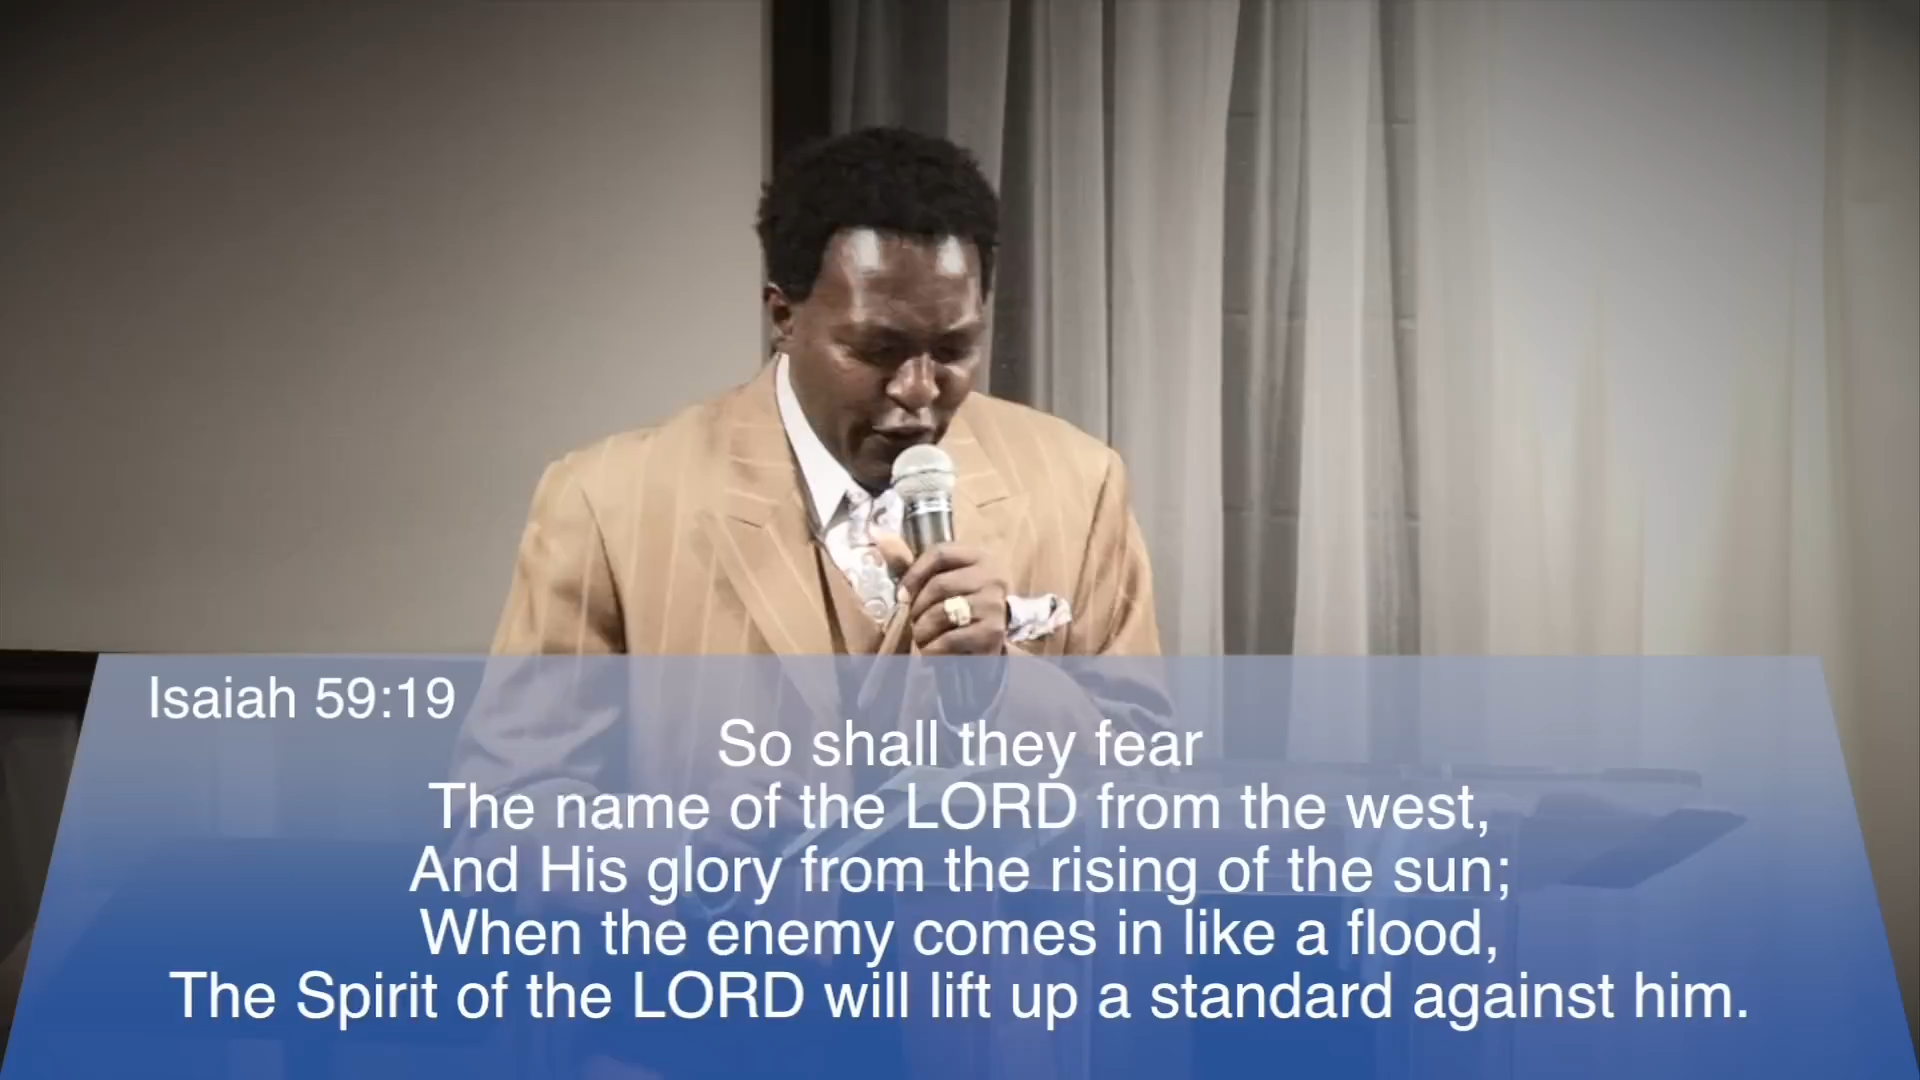 Isaiah 59:19
So shall they fear
The name of the LORD from the west,
And His glory from the rising of the sun;
When the enemy comes in like a flood,
The Spirit of the LORD will lift up a standard against him.